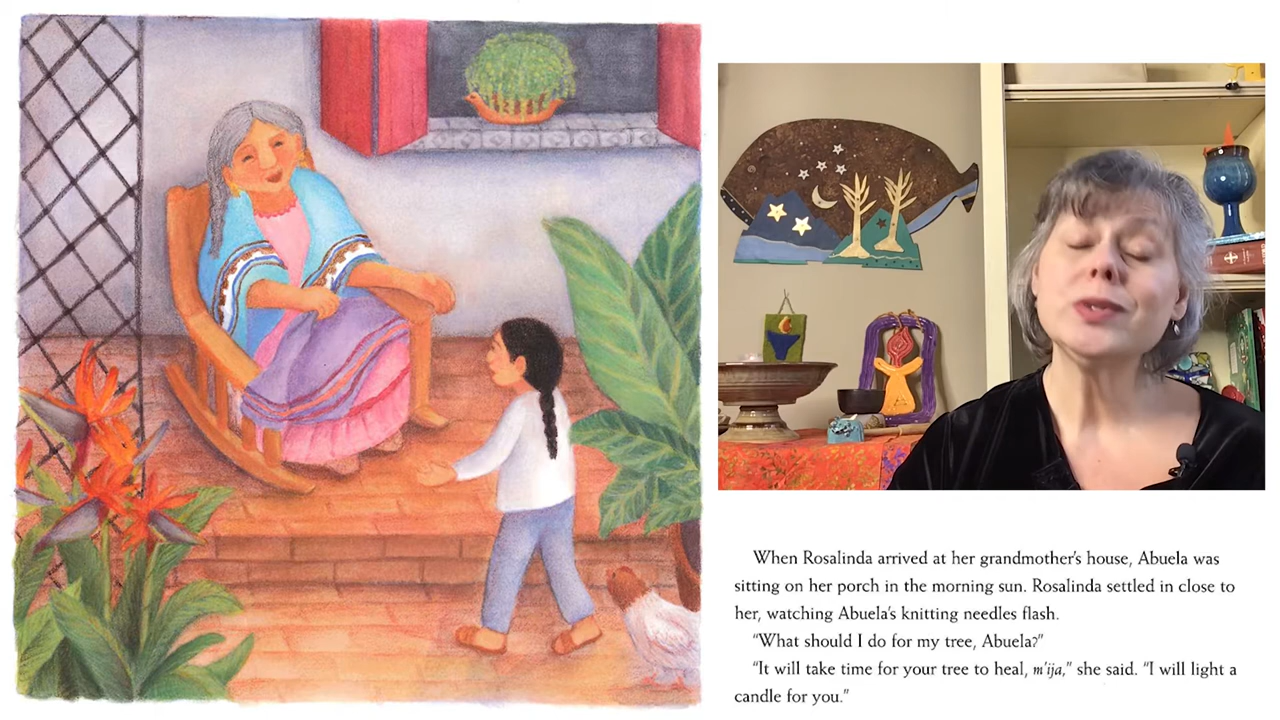 When Rosalinda arrived at her grandmother's house, Abuela was
sitting on her porch in the morning sun. Rosalinda settled in close to
her, watching Abuela's knitting needles flash.
"What should I do for my tree, Abuela?"
"It will take time for your tree to heal, m'ija," she said. "I will light a
candle for you."